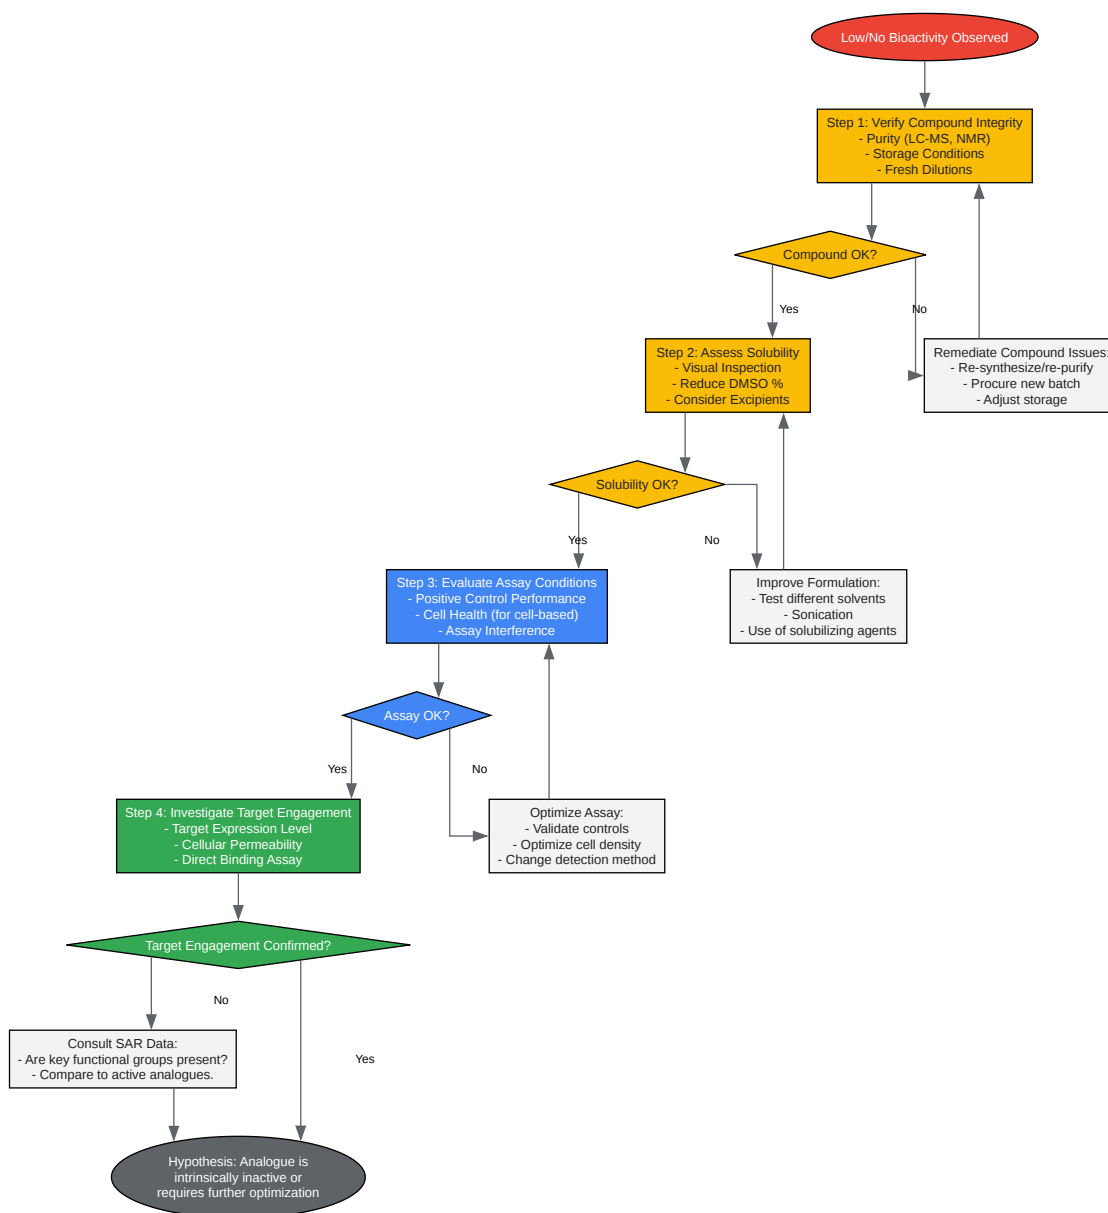 Low/No Bioactivity Observed
Step 1: Verify Compound Integrity
- Purity (LC-MS, NMR)
- Storage Conditions
- Fresh Dilutions
Compound OK?
Yes
No
Step 2: Assess Solubility
- Visual Inspection
- Reduce DMSO %
- Consider Excipients
Remediate Compound Issues:
- Re-synthesize/re-purify
- Procure new batch
- Adjust storage
Solubility OK?
Yes
No
Step 3: Evaluate Assay Conditions
- Positive Control Performance
- Cell Health (for cell-based)
- Assay Interference
Improve Formulation:
- Test different solvents
- Sonication
- Use of solubilizing agents
Assay OK?
Yes
No
Step 4: Investigate Target Engagement
- Target Expression Level
- Cellular Permeability
- Direct Binding Assay
Optimize Assay:
- Validate controls
- Optimize cell density
- Change detection method
Target Engagement Confirmed?
No
Yes
Consult SAR Data:
- Are key functional groups present?
- Compare to active analogues.
Hypothesis: Analogue is
intrinsically inactive or
requires further optimization